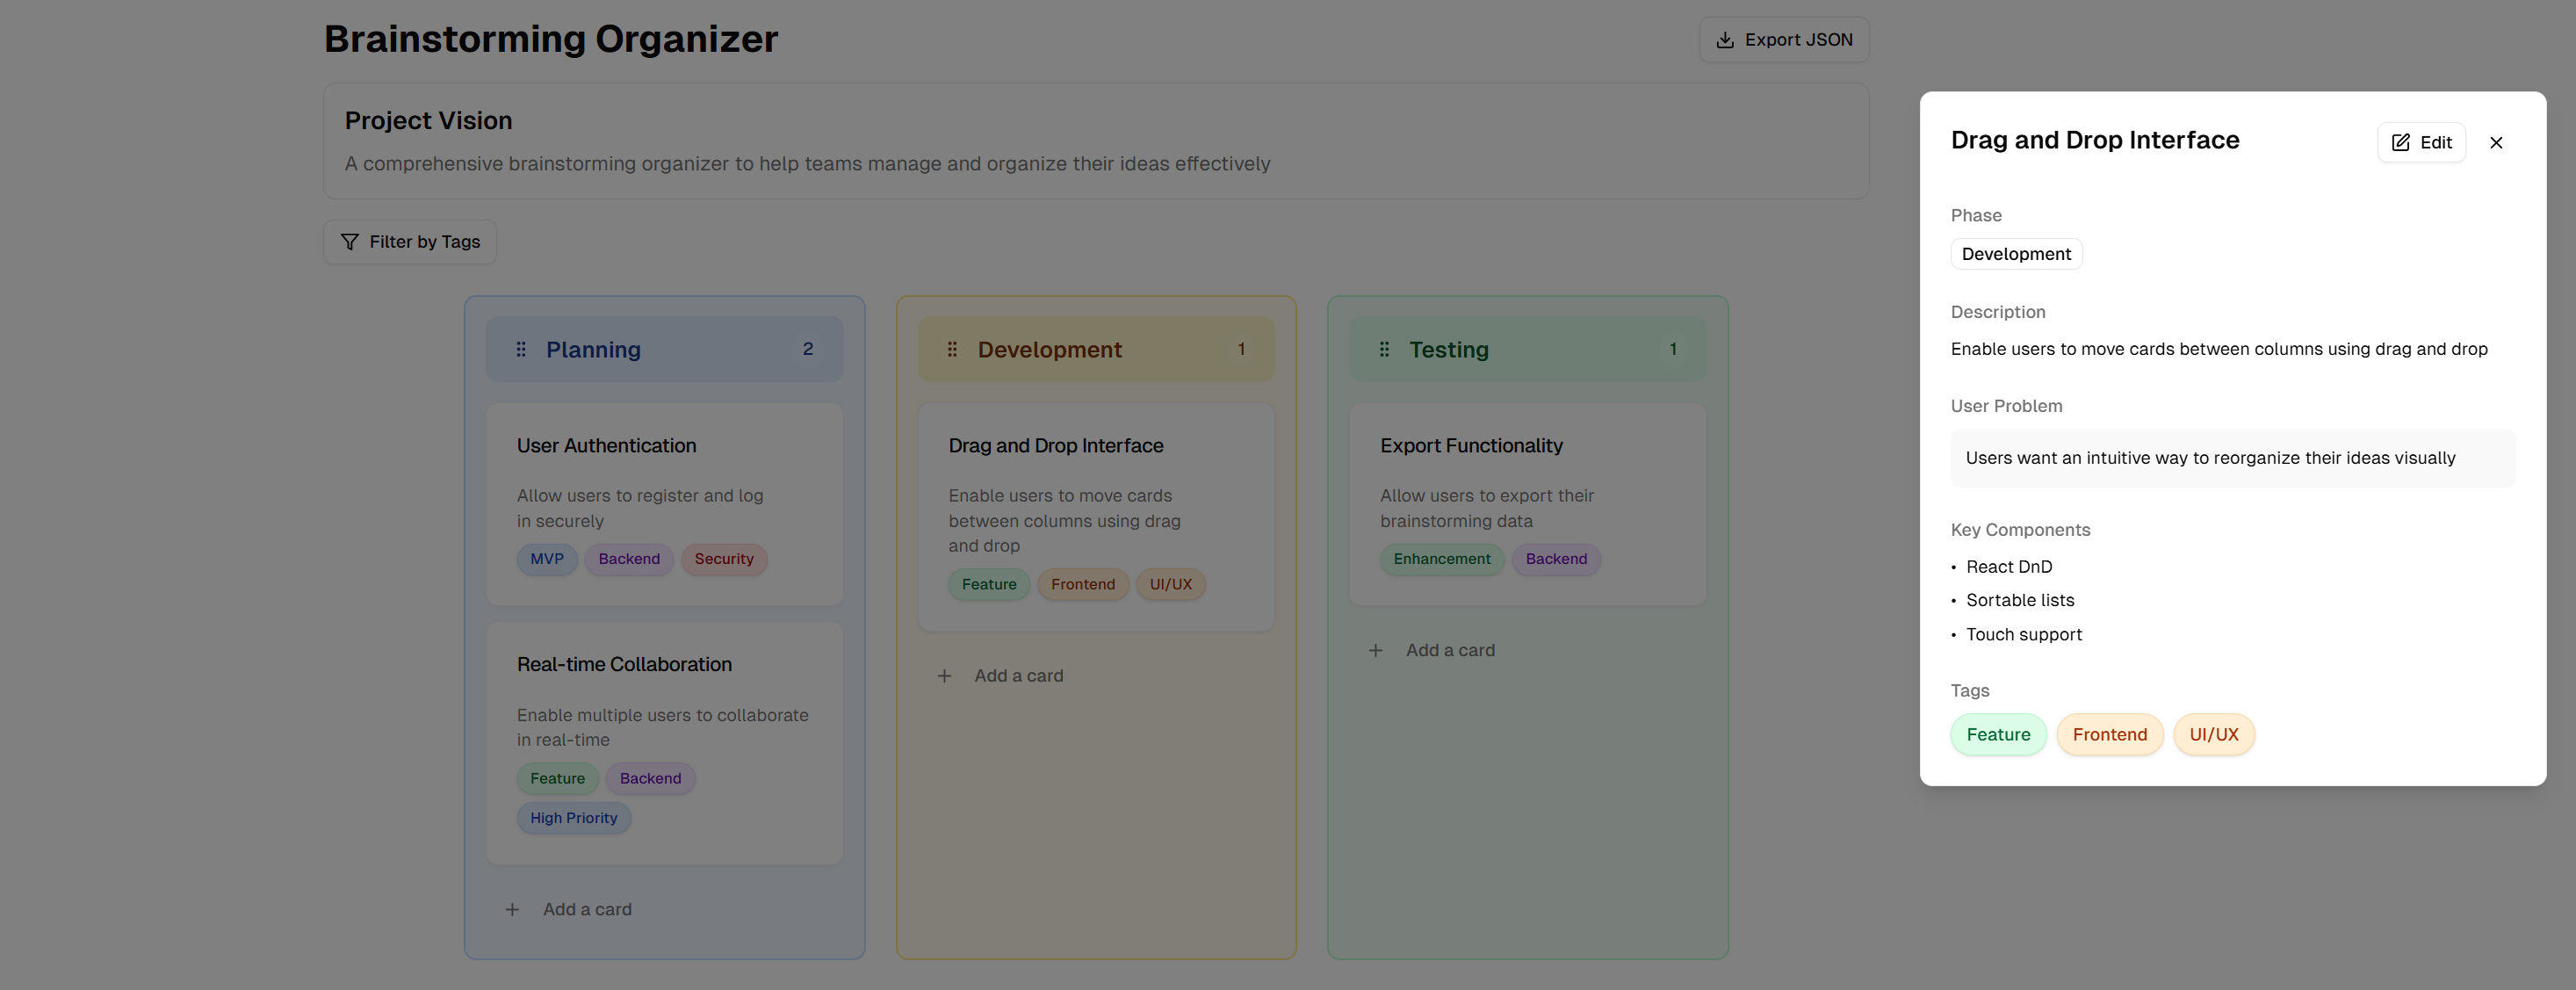 Brainstorming Organizer
Export JSON
Project Vision
A comprehensive brainstorming organizer to help teams manage and organize their ideas effectively
Filter by Tags
Planning 2
User Authentication
Allow users to register and log
in securely
MVP Backend Security
Real-time Collaboration
Enable multiple users to collaborate
in real-time
Feature Backend
High Priority
+ Add a card
Development 1
Drag and Drop Interface
Enable users to move cards
between columns using drag
and drop
Feature Frontend UI/UX
+ Add a card
Testing 1
Export Functionality
Allow users to export their
brainstorming data
Enhancement Backend
+ Add a card
Drag and Drop Interface
Edit
Phase
Development
Description
Enable users to move cards between columns using drag and drop
User Problem
Users want an intuitive way to reorganize their ideas visually
Key Components
• React DnD
• Sortable lists
• Touch support
Tags
Feature Frontend UI/UX